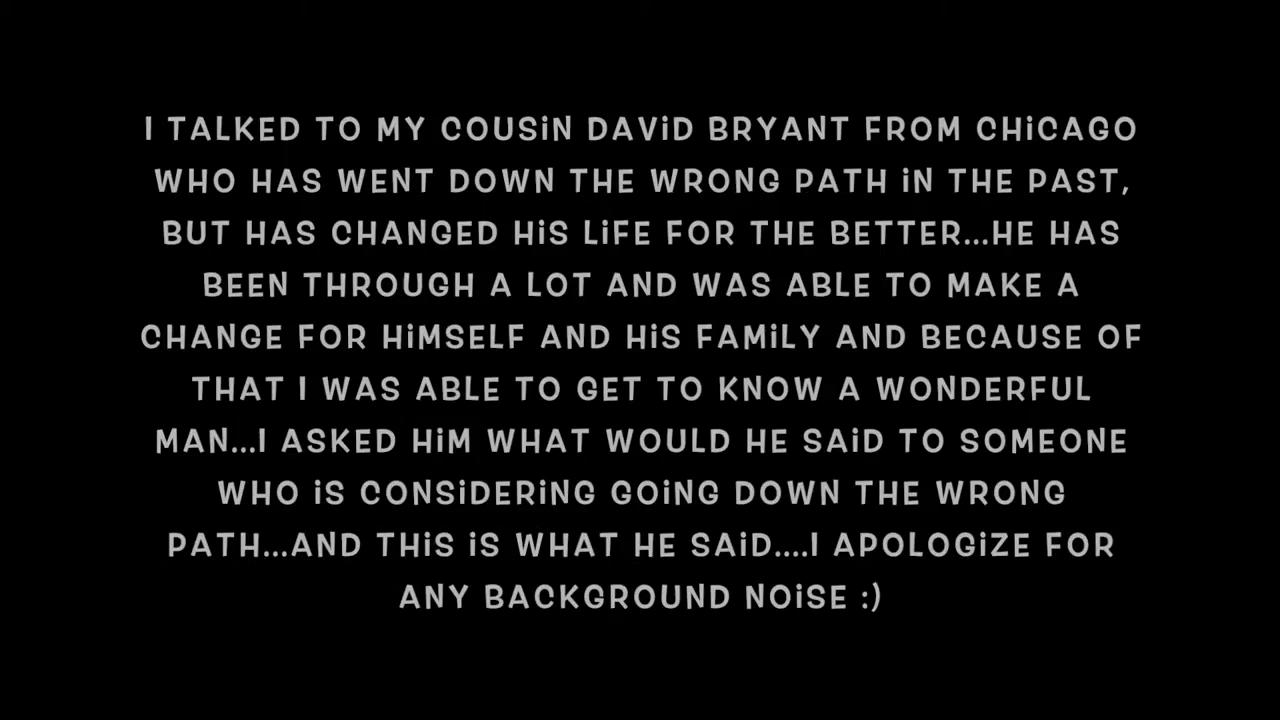 I TALKED TO MY COUSiN DAViD BRYANT FROM CHiCAGO
WHO HAS WENT DOWN THE WRONG PATH iN THE PAST,
BUT HAS CHANGED HiS LiFE FOR THE BETTER...HE HAS
BEEN THROUGH A LOT AND WAS ABLE TO MAKE A
CHANGE FOR HiMSELF AND HiS FAMiLY AND BECAUSE OF
THAT I WAS ABLE TO GET TO KNOW A WONDERFUL
MAN...I ASKED HiM WHAT WOULD HE SAiD TO SOMEONE
WHO iS CONSiDERiNG GOiNG DOWN THE WRONG
PATH...AND THiS iS WHAT HE SAiD....I APOLOGiZE FOR
ANY BACKGROUND NOiSE :)